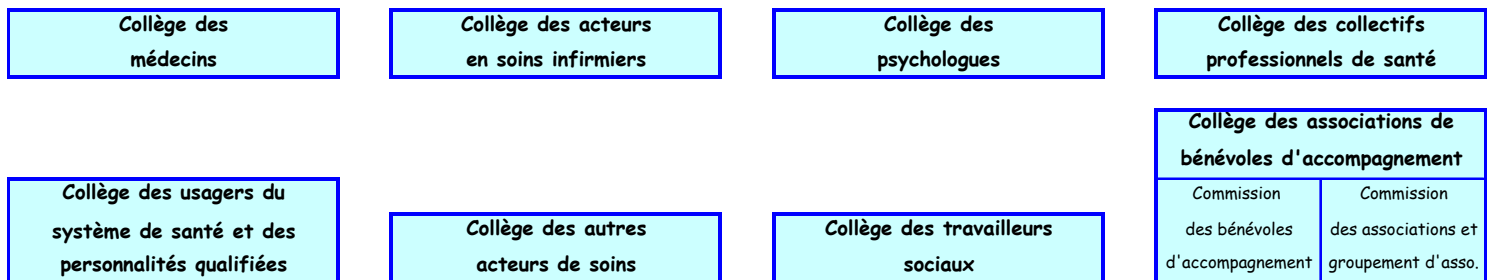 Collège des
médecins
Collège des acteurs
en soins infirmiers
Collège des
psychologues
Collège des collectifs
professionnels de santé
Collège des associations de
bénévoles d'accompagnement
Commission
des bénévoles
d'accompagnement
Commission
des associations et
groupement d'asso.
Collège des usagers du
système de santé et des
personnalités qualifiées
Collège des autres
acteurs de soins
Collège des travailleurs
sociaux